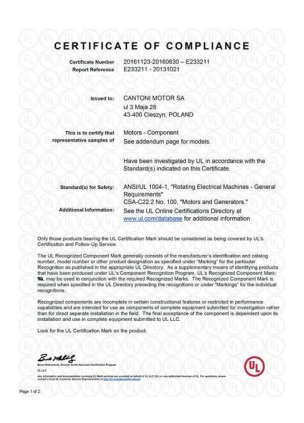 CERTIFICATE OF COMPLIANCE
Certificate Number 20161123-20160630 – E233211
Report Reference E233211 - 20131021
Issued to: CANTONI MOTOR SA
ul 3 Maja 28
43-400 Cieszyn, POLAND
This is to certify that Motors - Component
representative samples of See addendum page for models.
Have been investigated by UL in accordance with the
Standard(s) indicated on this Certificate.
Standard(s) for Safety: ANSI/UL 1004-1, "Rotating Electrical Machines - General
Requirements"
CSA-C22.2 No. 100, "Motors and Generators."
Additional Information: See the UL Online Certifications Directory at
www.ul.com/database for additional information
Only those products bearing the UL Certification Mark should be considered as being covered by UL's
Certification and Follow-Up Service.
The UL Recognized Component Mark generally consists of the manufacturer's identification and catalog
number, model number or other product designation as specified under "Marking" for the particular
Recognition as published in the appropriate UL Directory. As a supplementary means of identifying products
that have been produced under UL's Component Recognition Program, UL's Recognized Component Mark:
may be used in conjunction with the required Recognized Marks. The Recognized Component Mark is
required when specified in the UL Directory preceding the recognitions or under "Markings" for the individual
recognitions.
Recognized components are incomplete in certain constructional features or restricted in performance
capabilities and are intended for use as components of complete equipment submitted for investigation rather
than for direct separate installation in the field. The final acceptance of the component is dependent upon its
installation and use in complete equipment submitted to UL LLC.
Look for the UL Certification Mark on the product.
UL
Page 1 of 2